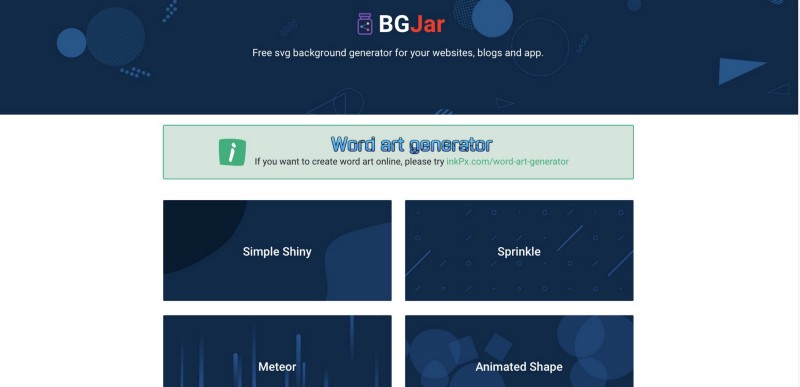 BGJar
Free svg background generator for your websites, blogs and app.
Word art generator
If you want to create word art online, please try inkPx.com/word-art-generator
Simple Shiny
Sprinkle
Meteor
Animated Shape